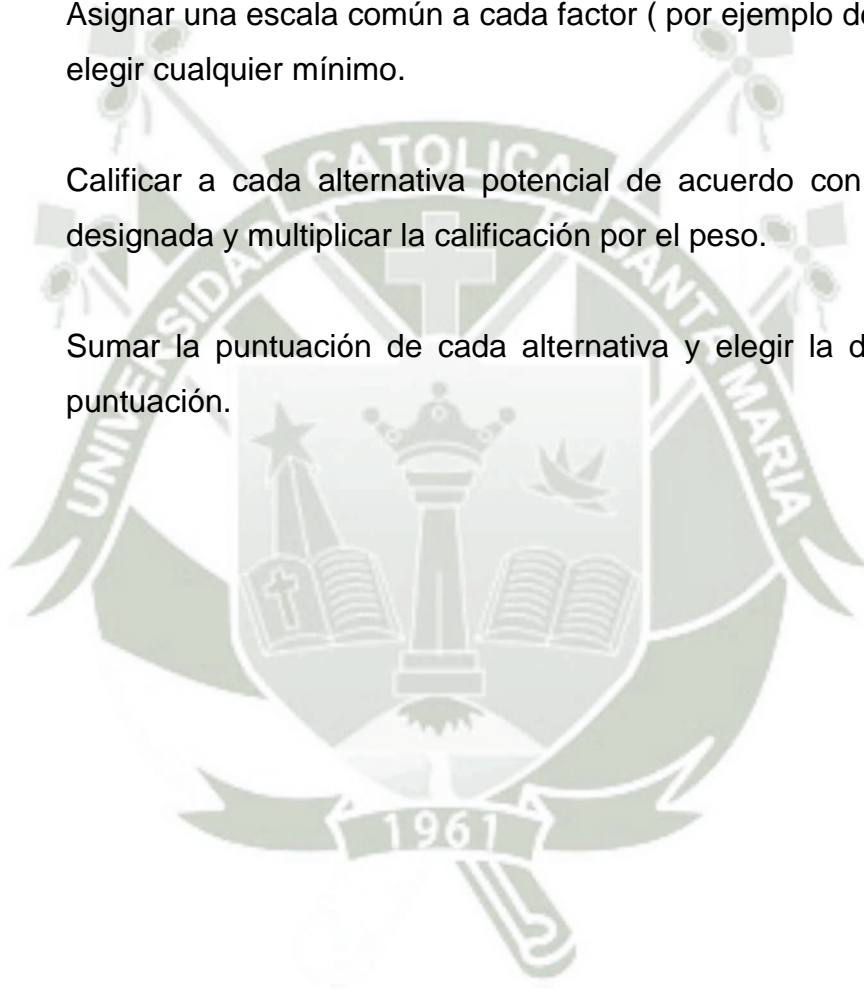 Asignar una escala común a cada factor ( por ejemplo de
elegir cualquier mínimo.
Calificar a cada alternativa potencial de acuerdo con
designada y multiplicar la calificación por el peso.
Sumar la puntuación de cada alternativa y elegir la d
puntuación.
UNIVERSIDAD CATOLICA SANTA MARIA
1961